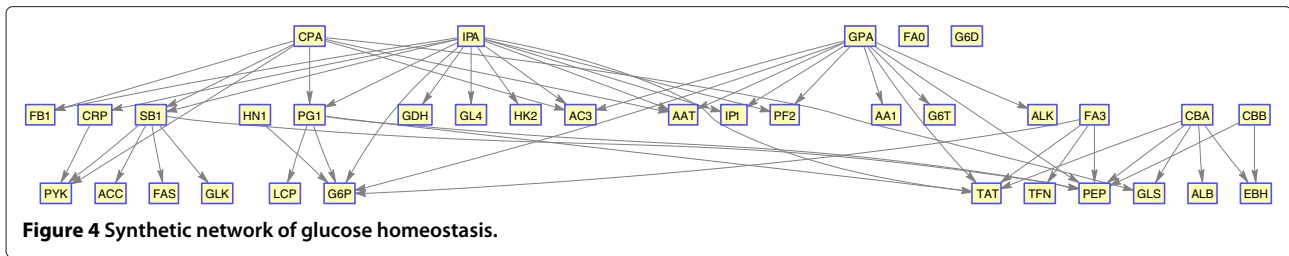 CPA IPA GPA FA0 G6D
FB1 CRP SB1 HN1 PG1 GDH GL4 HK2 AC3 AAT IPI PF2 AA1 G6T ALK FA3 CBA CBB
PYK ACC FAS GLK LCP G6P TAT TFN PEP GLS ALB EBH
Figure 4 Synthetic network of glucose homeostasis.